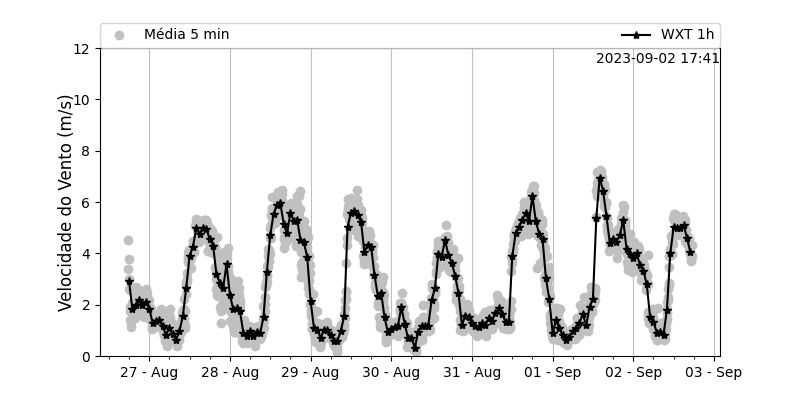 Média 5 min
WXT 1h
2023-09-02 17:41
Velocidade do Vento (m/s)
12
10
8
6
4
2
0
27 - Aug
28 - Aug
29 - Aug
30 - Aug
31 - Aug
01 - Sep
02 - Sep
03 - Sep